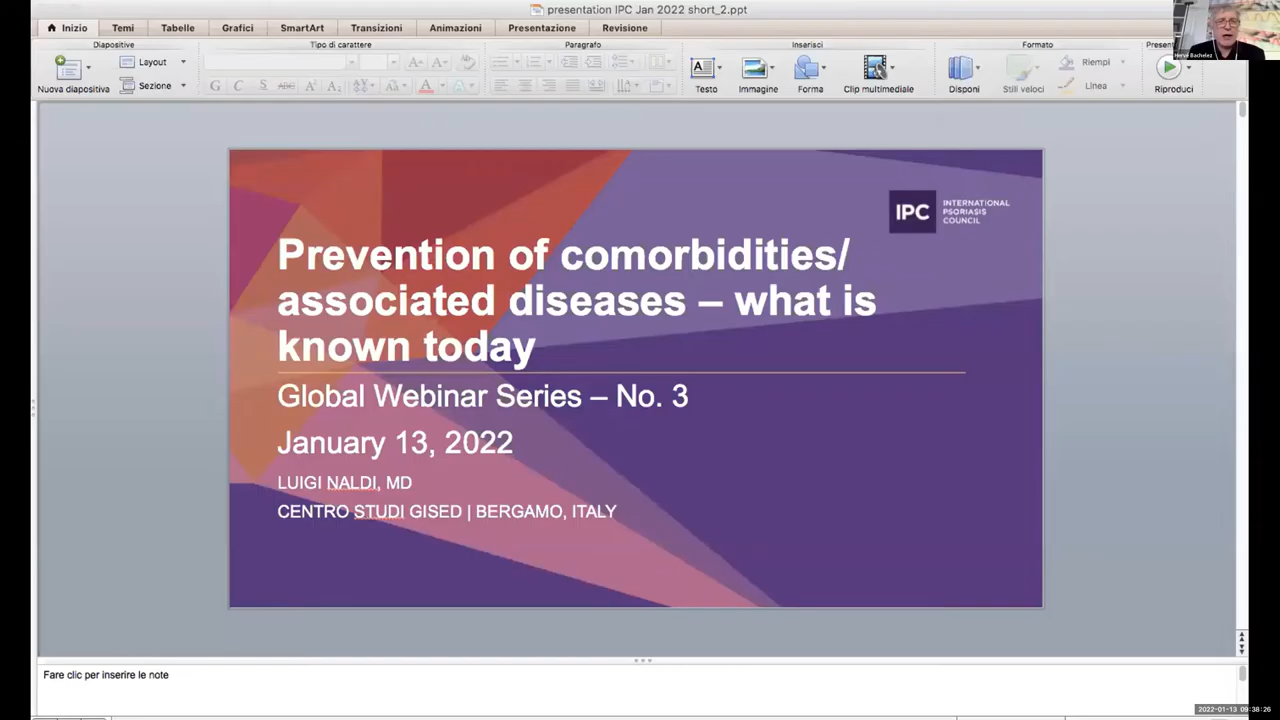 presentation IPC Jan 2022 short_2.ppt
Inizio Temi Tabelle Grafici SmartArt Transizioni Animazioni Presentazione Revisione
Diapositive Tipo di carattere Paragrafo Inserisci Formato
Nuova diapositiva Layout Sezione
Testo Immagine Forma Clip multimediale Disponi Stili veloci Riempi Linea Riproduci
IPC INTERNATIONAL
PSORIASIS
COUNCIL
Prevention of comorbidities/
associated diseases – what is
known today
Global Webinar Series – No. 3
January 13, 2022
LUIGI NALDI, MD
CENTRO STUDI GISED | BERGAMO, ITALY
Fare clic per inserire le note
2022-01-13 09:38:26